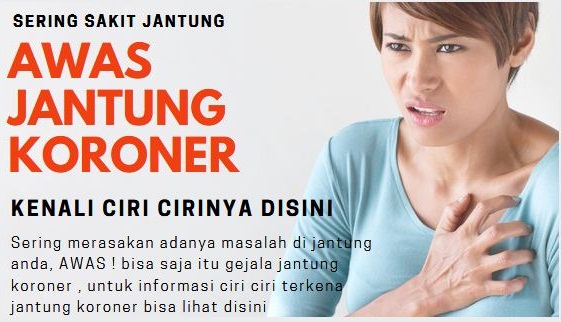 SERING SAKIT JANTUNG
AWAS
JANTUNG
KORONER
KENALI CIRI CIRINYA DISINI
Sering merasakan adanya masalah di jantung
anda, AWAS ! bisa saja itu gejala jantung
koroner , untuk informasi ciri ciri terkena
jantung koroner bisa lihat disini